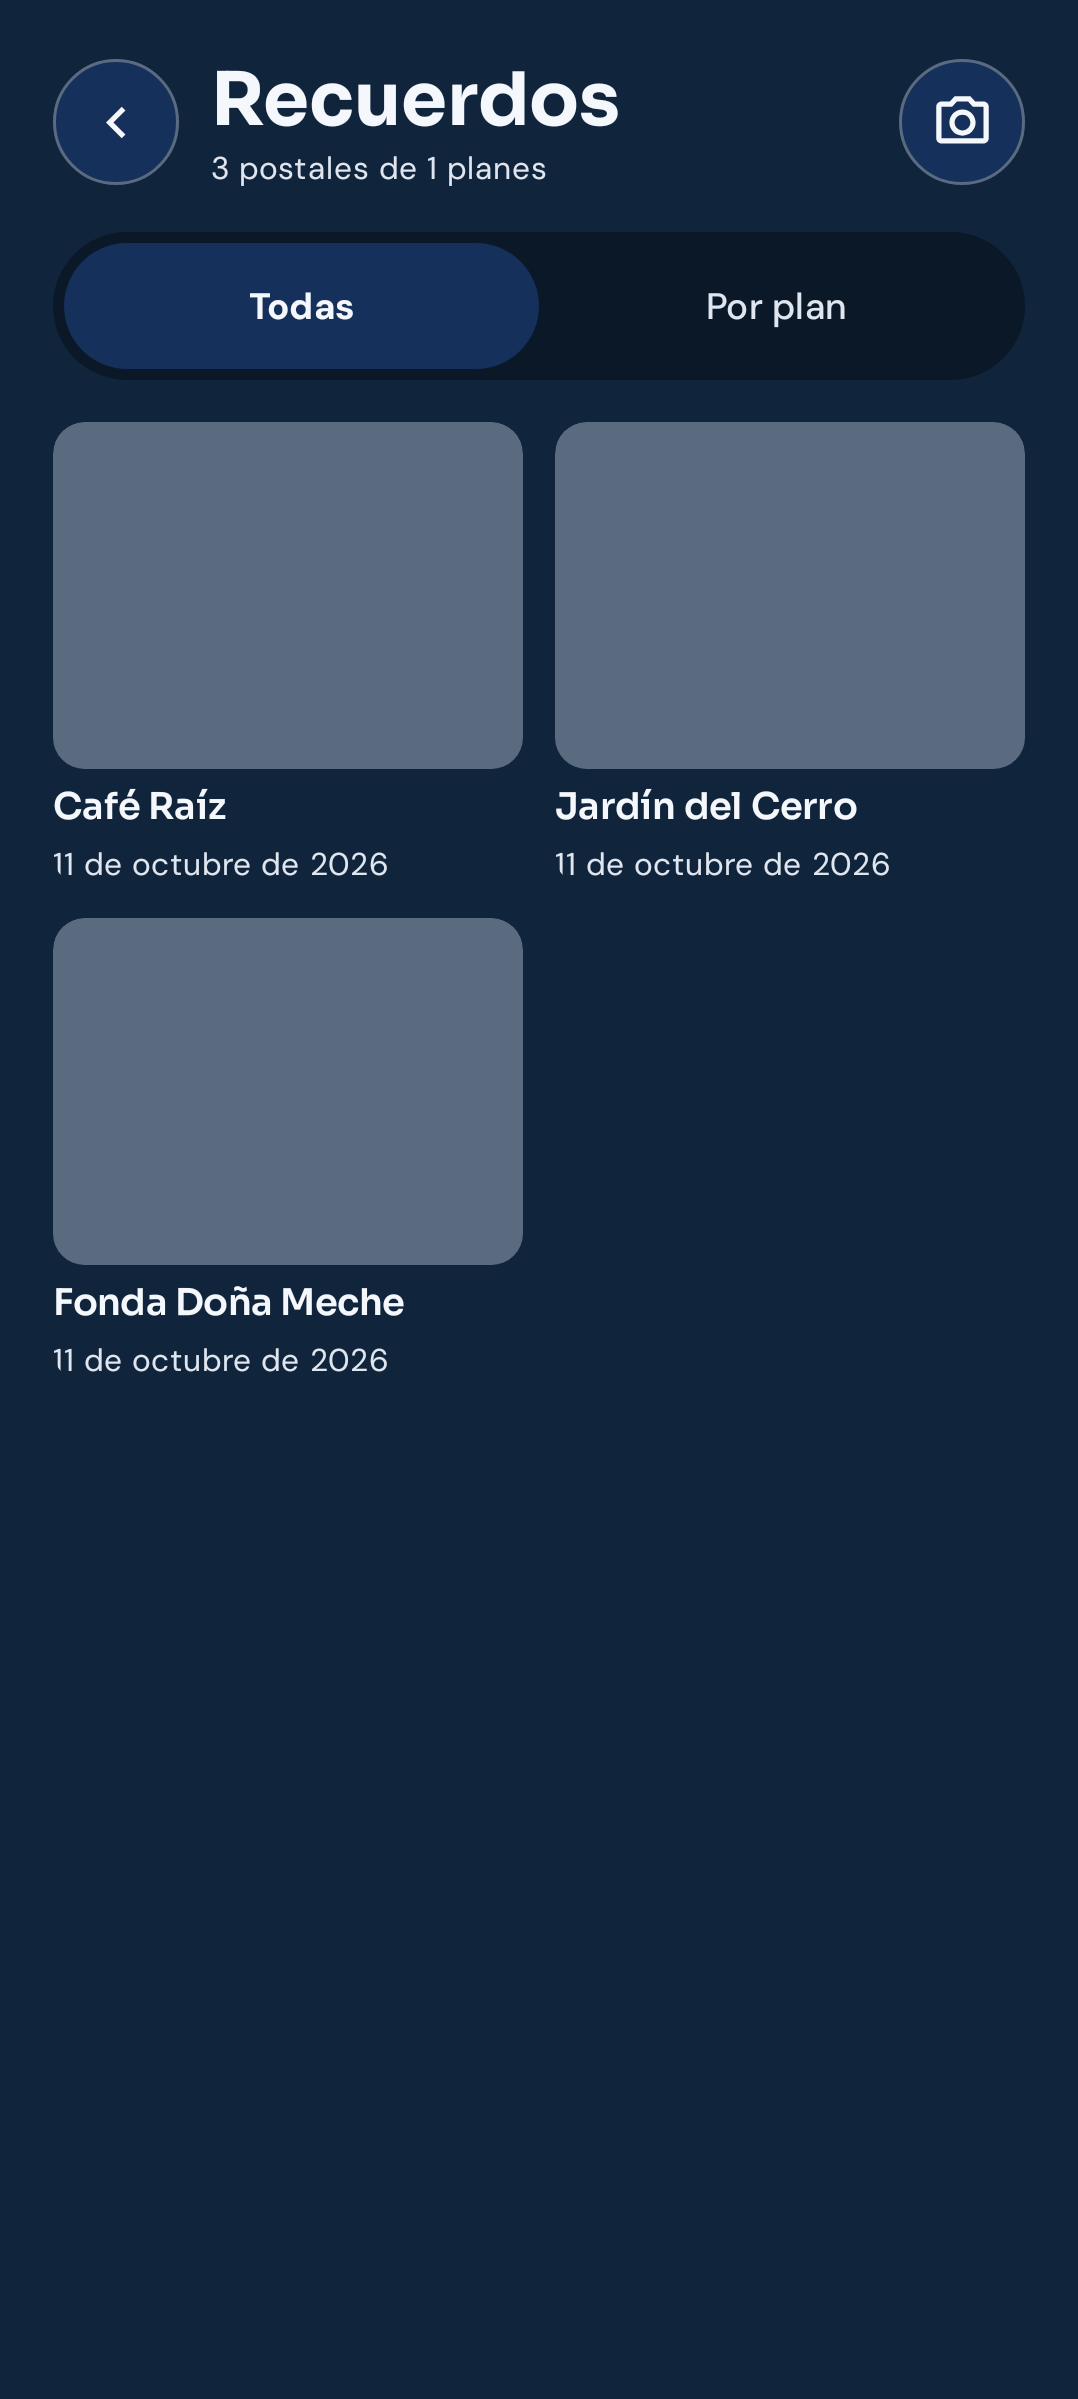 Recuerdos
3 postales de 1 planes
Todas
Por plan
Café Raíz
Jardín del Cerro
11 de octubre de 2026
11 de octubre de 2026
Fonda Doña Meche
11 de octubre de 2026